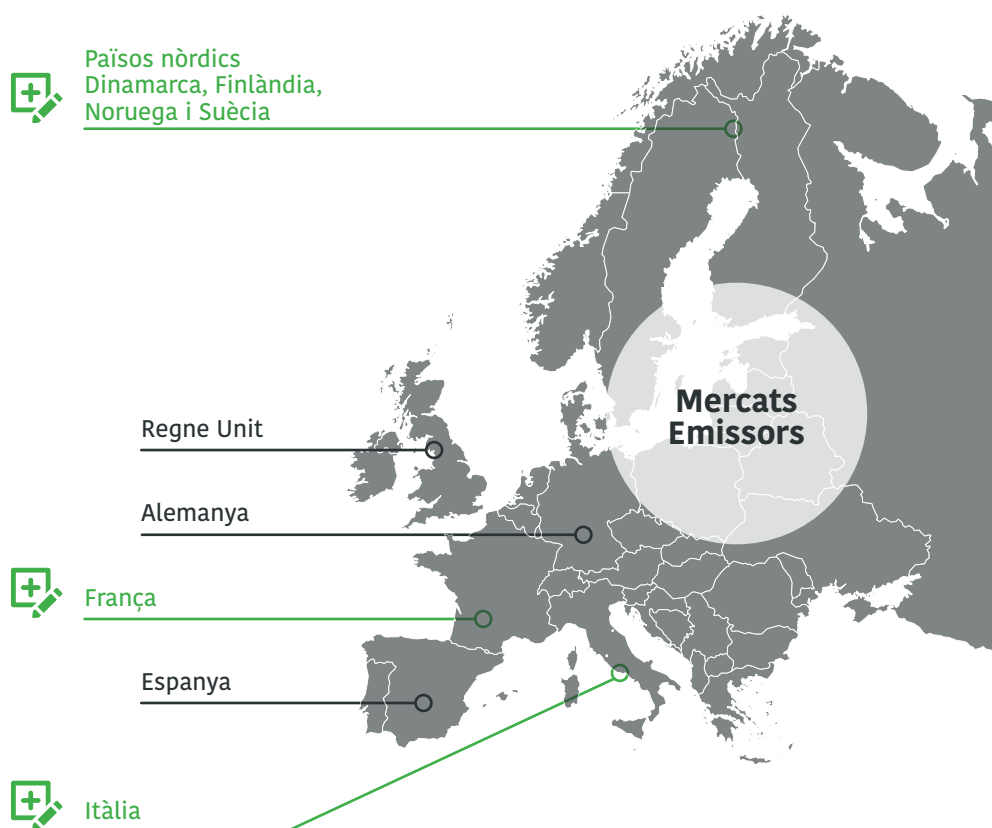 Països nòrdics
Dinamarca, Finlàndia,
Noruega i Suècia
Mercats
Emissors
Regne Unit
Alemanya
França
Espanya
Itàlia